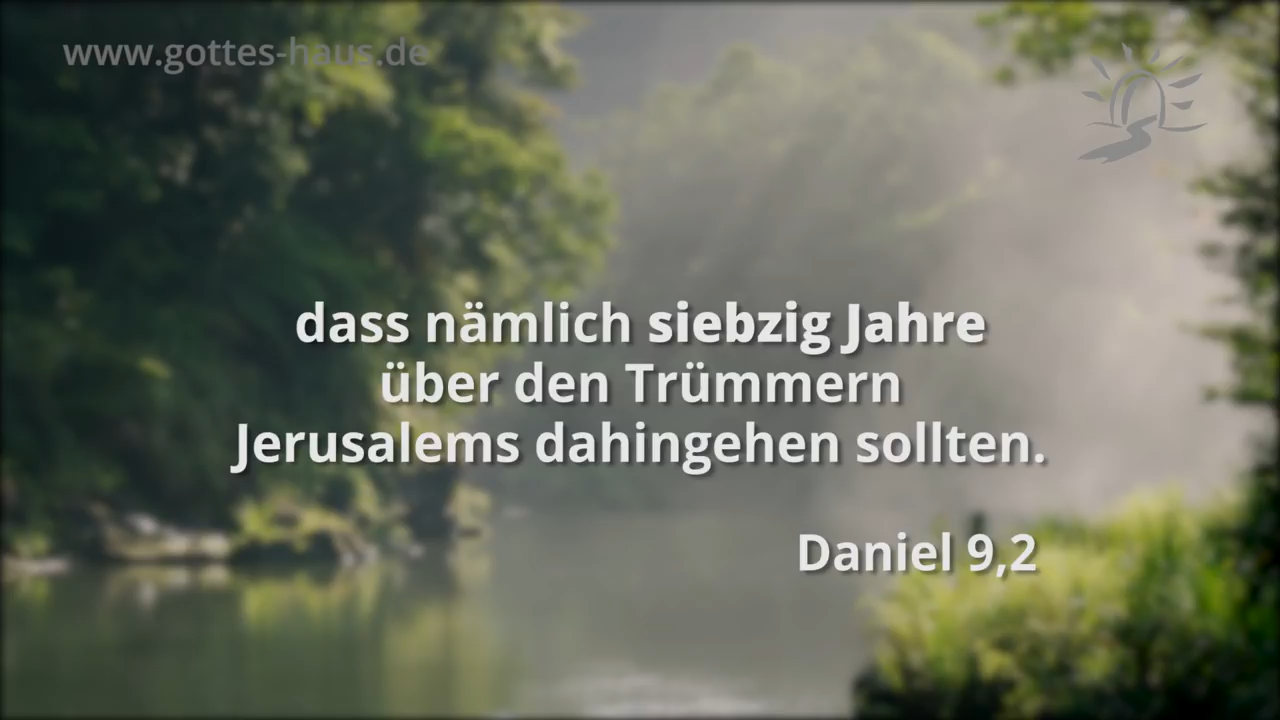 www.gottes-haus.de
dass nämlich siebzig Jahre
über den Trümmern
Jerusalems dahingehen sollten.
Daniel 9,2